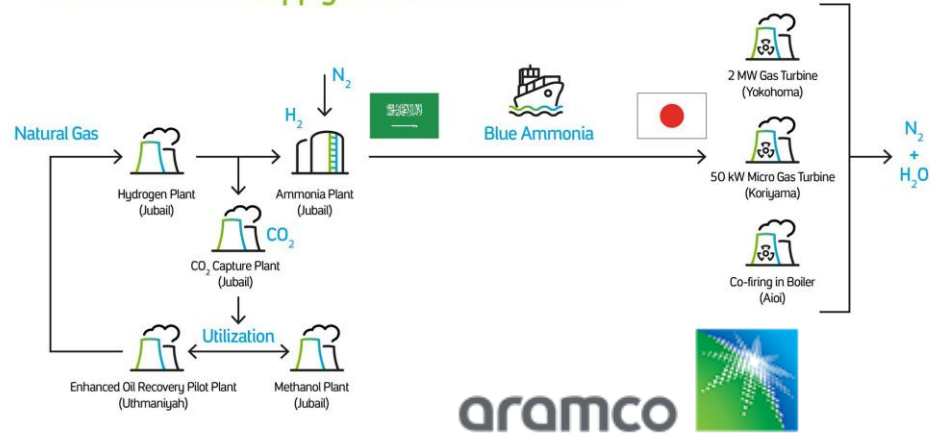 N₂
H₂
Natural Gas
Hydrogen Plant
(Jubail)
Ammonia Plant
(Jubail)
CO₂
CO₂ Capture Plant
(Jubail)
Utilization
Enhanced Oil Recovery Pilot Plant
(Uthmaniyah)
Methanol Plant
(Jubail)
Blue Ammonia
2 MW Gas Turbine
(Yokohoma)
50 kW Micro Gas Turbine
(Koriyama)
Co-firing in Boiler
(Aioi)
N₂
+
H₂O
aramco